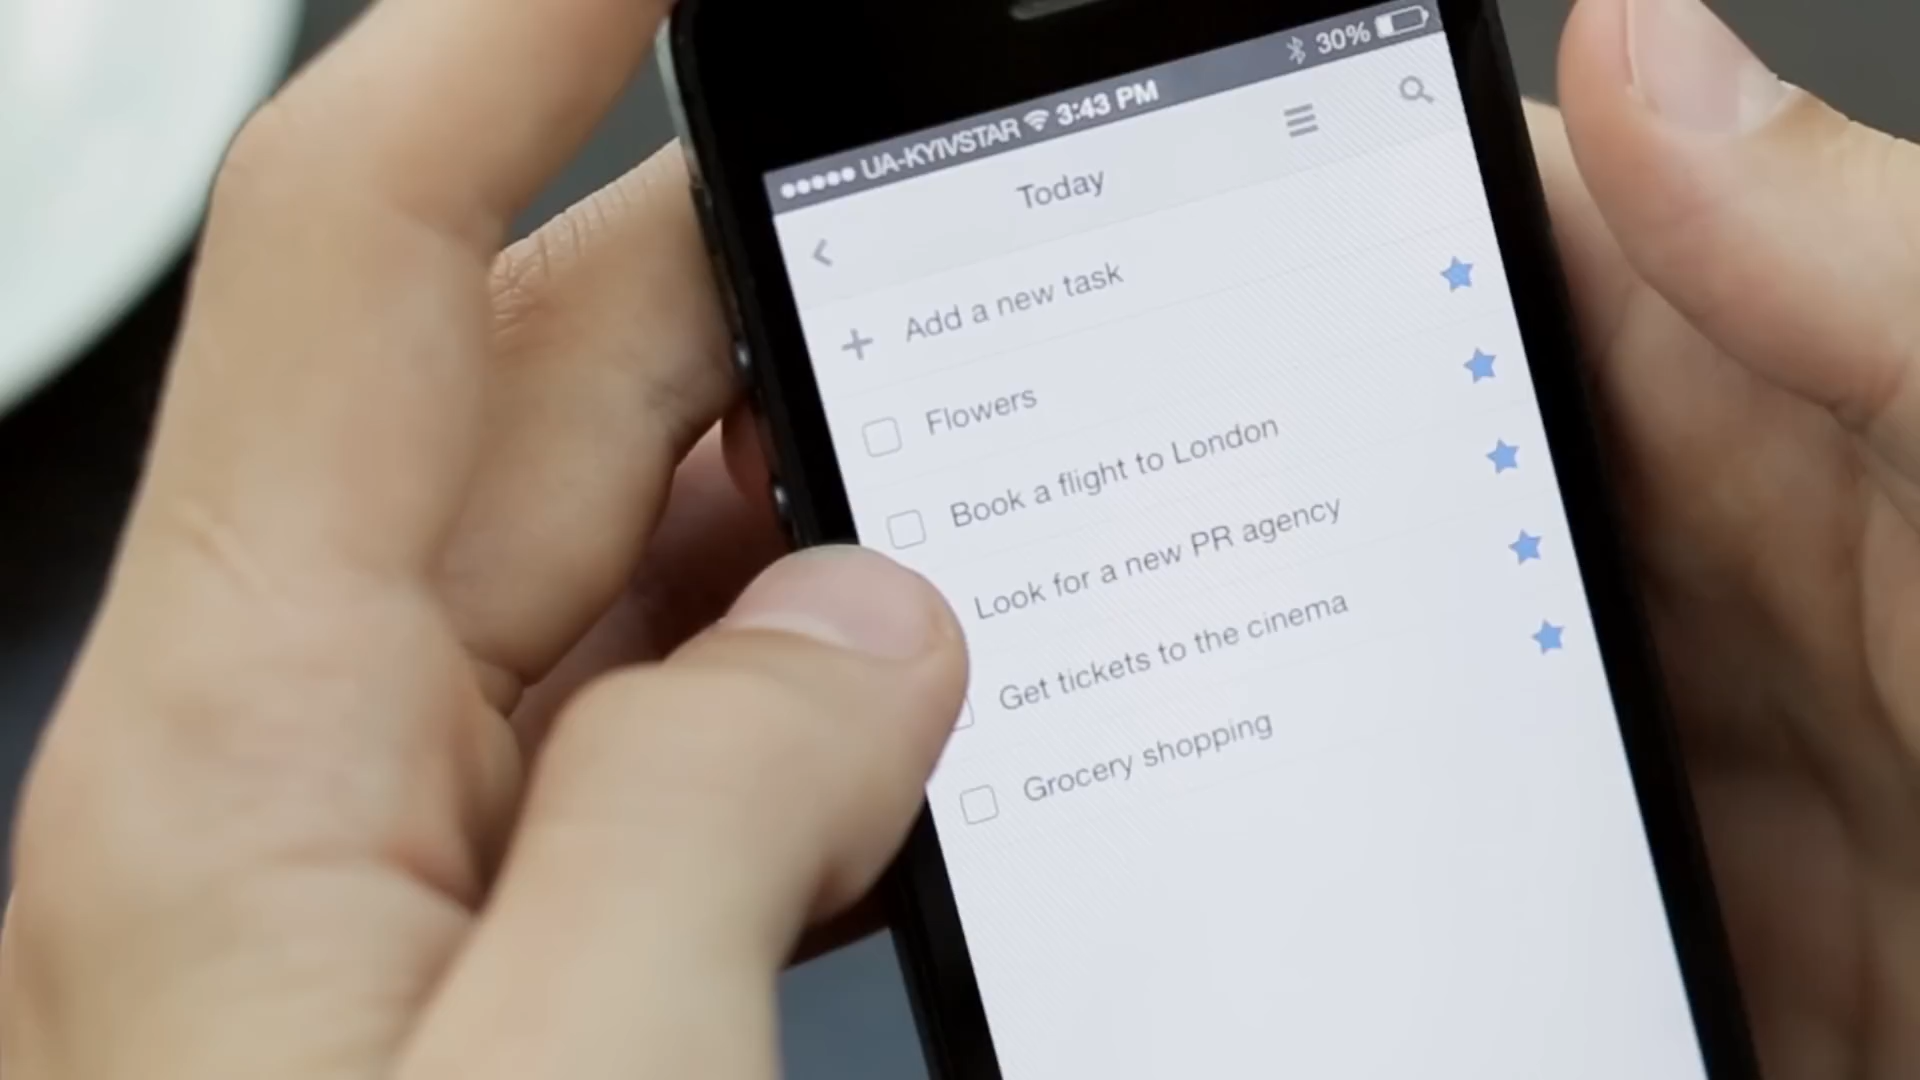 UA-KYIVSTAR 3:43 PM 30%
Today
Add a new task
Flowers
Book a flight to London
Look for a new PR agency
Get tickets to the cinema
Grocery shopping